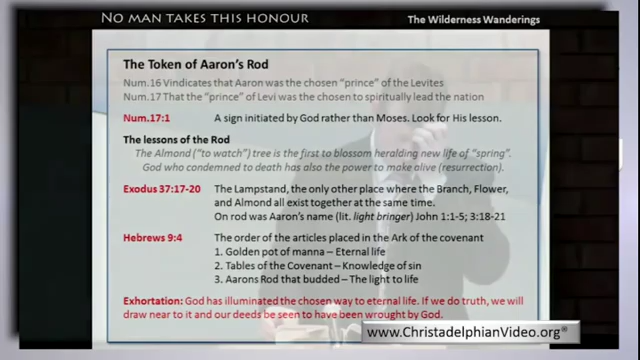 NO MAN TAKES THIS HONOUR
The Wilderness Wanderings
The Token of Aaron's Rod
Num.16 Vindicates that Aaron was the chosen "prince" of the Levites
Num.17 That the "prince" of Levi was the chosen to spiritually lead the nation
Num.17:1 A sign initiated by God rather than Moses. Look for His lesson.
The lessons of the Rod
The Almond ("to watch") tree is the first to blossom heralding new life of "spring".
God who condemned to death has also the power to make alive (resurrection).
Exodus 37:17-20 The Lampstand, the only other place where the Branch, Flower,
and Almond all exist together at the same time.
On rod was Aaron's name (lit. light bringer) John 1:1-5; 3:18-21
Hebrews 9:4 The order of the articles placed in the Ark of the covenant
1. Golden pot of manna – Eternal life
2. Tables of the Covenant – Knowledge of sin
3. Aarons Rod that budded – The light to life
Exhortation: God has illuminated the chosen way to eternal life. If we do truth, we will
draw near to it and our deeds be seen to have been wrought by God.
www.ChristadelphianVideo.org®